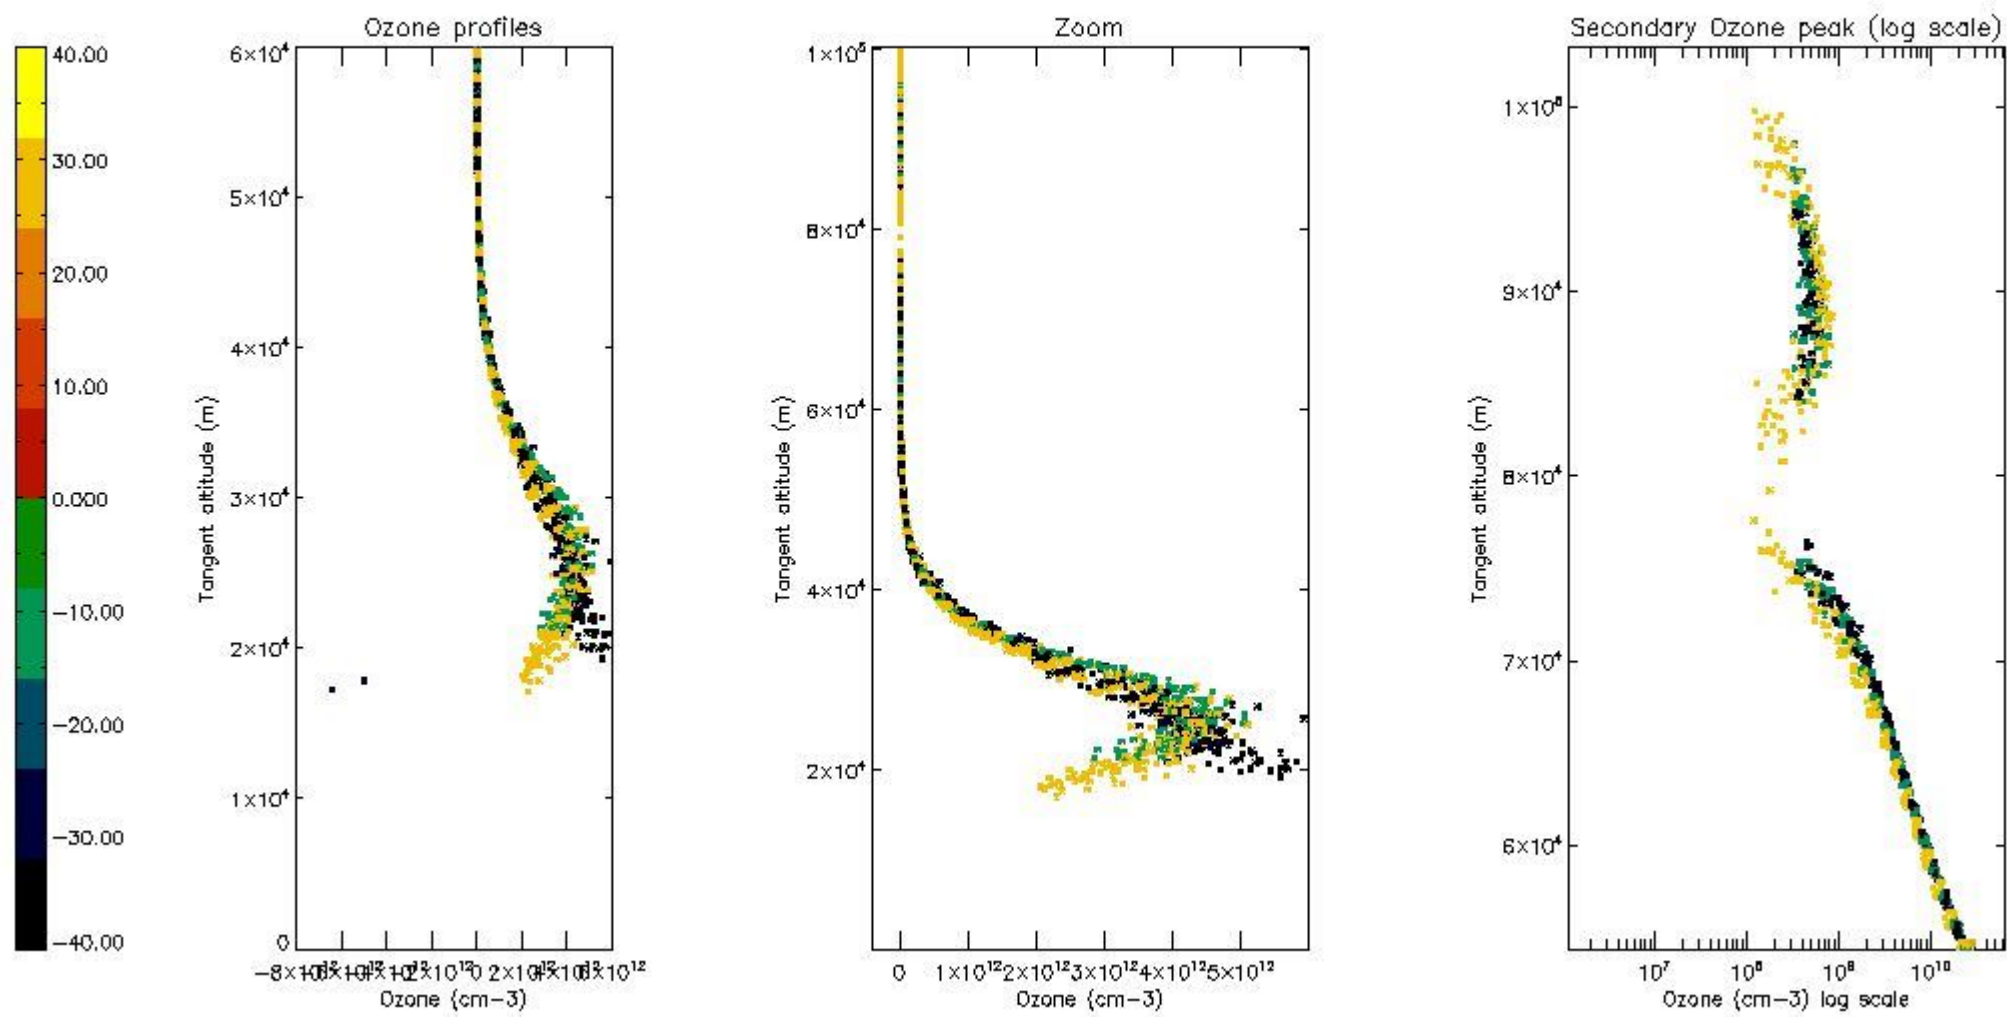 Ozone profiles
Zoom
Secondary Ozone peak (log scale)
40.00
30.00
20.00
10.00
0.000
−10.00
−20.00
−30.00
−40.00
6×10⁴
5×10⁴
4×10⁴
3×10⁴
2×10⁴
1×10⁴
0
Tangent altitude (m)
0 6×10¹²
Ozone (cm−3)
1×10⁵
8×10⁴
6×10⁴
4×10⁴
2×10⁴
Tangent altitude (m)
0 1×10¹² 2×10¹² 3×10¹² 4×10¹² 5×10¹²
Ozone (cm−3)
9×10⁴
8×10⁴
7×10⁴
6×10⁴
Tangent altitude (m)
10⁷ 10⁸ 10⁹ 10¹⁰
Ozone (cm−3) log scale